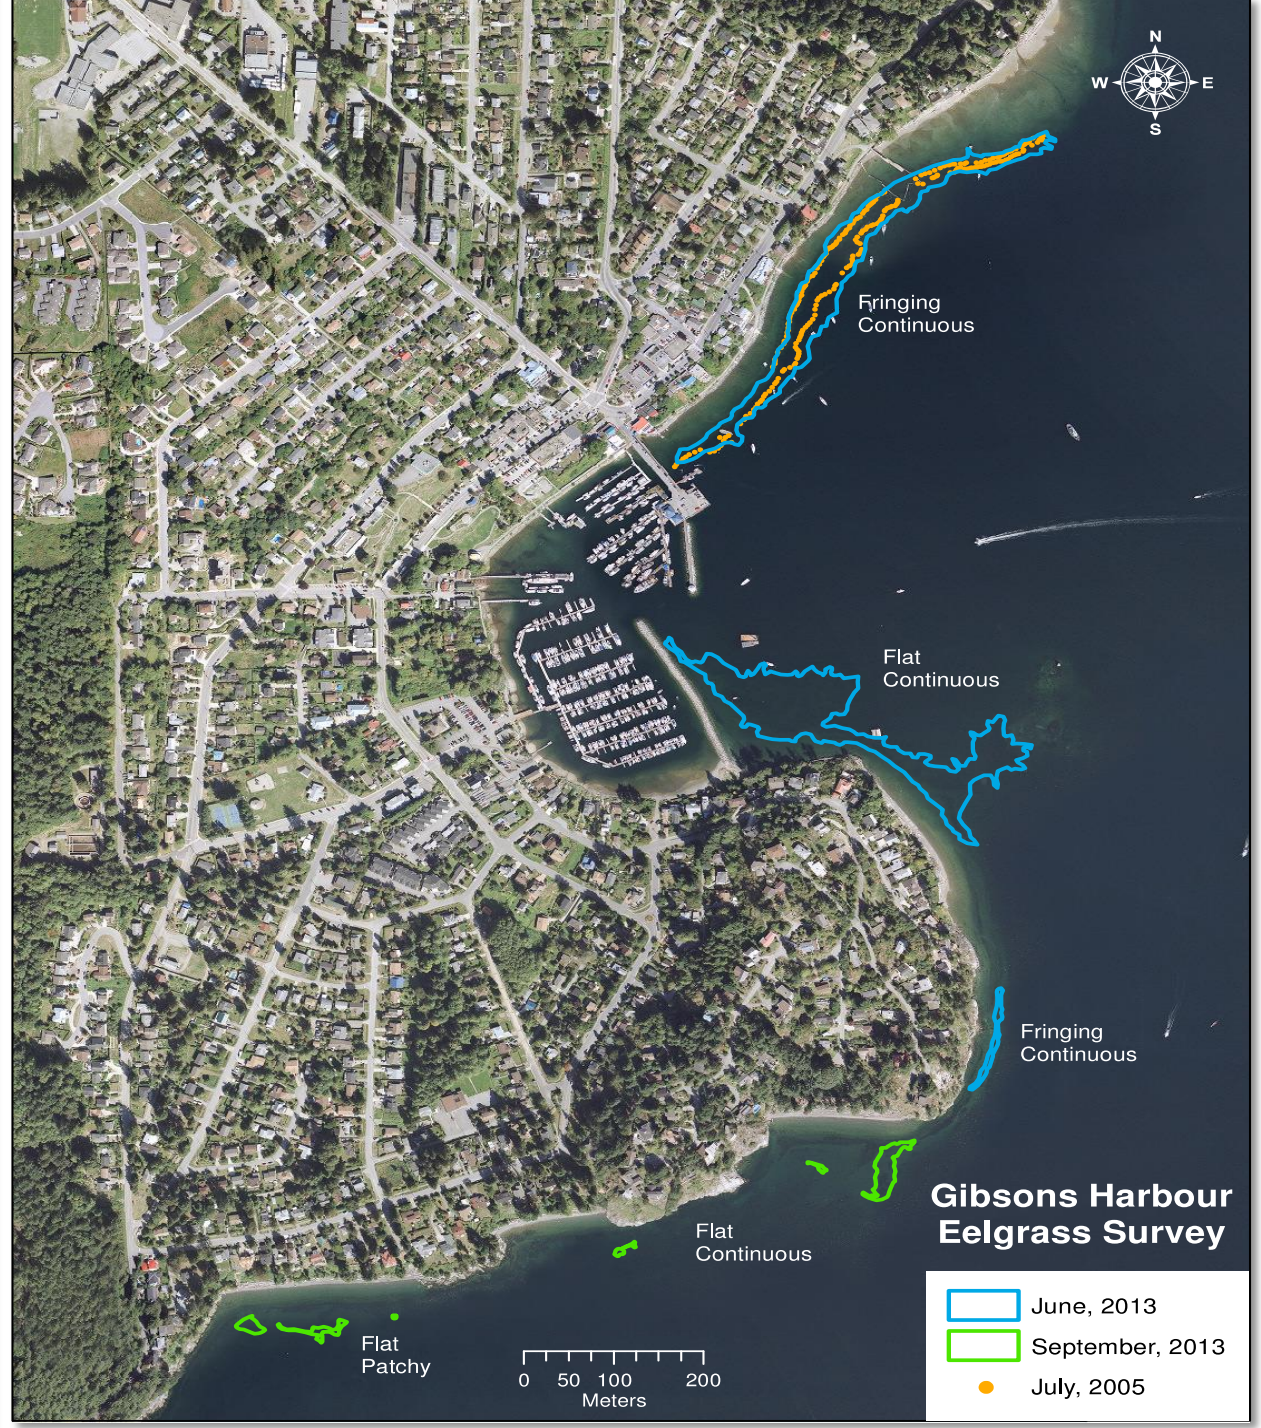 N
W E
S
Fringing
Continuous
Flat
Continuous
Fringing
Continuous
Flat
Continuous
Flat
Patchy
0 50 100 200
Meters
Gibsons Harbour
Eelgrass Survey
June, 2013
September, 2013
July, 2005